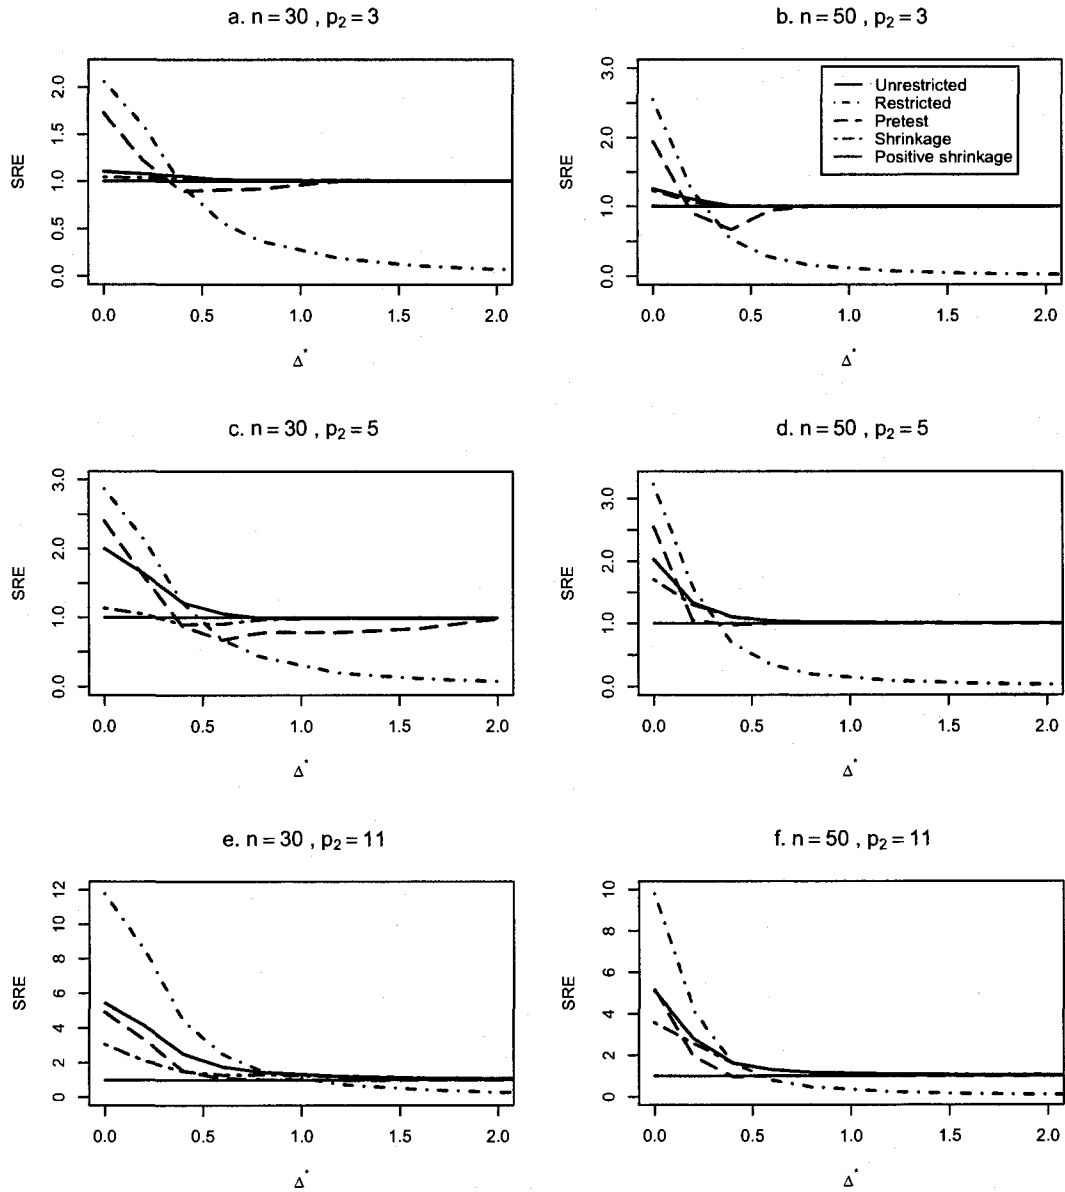 a. n = 30 , p₂ = 3
SRE
2.0
1.5
1.0
0.5
0.0
0.0 0.5 1.0 1.5 2.0
Δ*
b. n = 50 , p₂ = 3
SRE
3.0
2.0
1.0
0.0
Unrestricted
Restricted
Pretest
Shrinkage
Positive shrinkage
0.0 0.5 1.0 1.5 2.0
Δ*
c. n = 30 , p₂ = 5
SRE
3.0
2.0
1.0
0.0
0.0 0.5 1.0 1.5 2.0
Δ*
d. n = 50 , p₂ = 5
SRE
3.0
2.0
1.0
0.0
0.0 0.5 1.0 1.5 2.0
Δ*
e. n = 30 , p₂ = 11
SRE
12
10
8
6
4
2
0
0.0 0.5 1.0 1.5 2.0
Δ*
f. n = 50 , p₂ = 11
SRE
10
8
6
4
2
0
0.0 0.5 1.0 1.5 2.0
Δ*